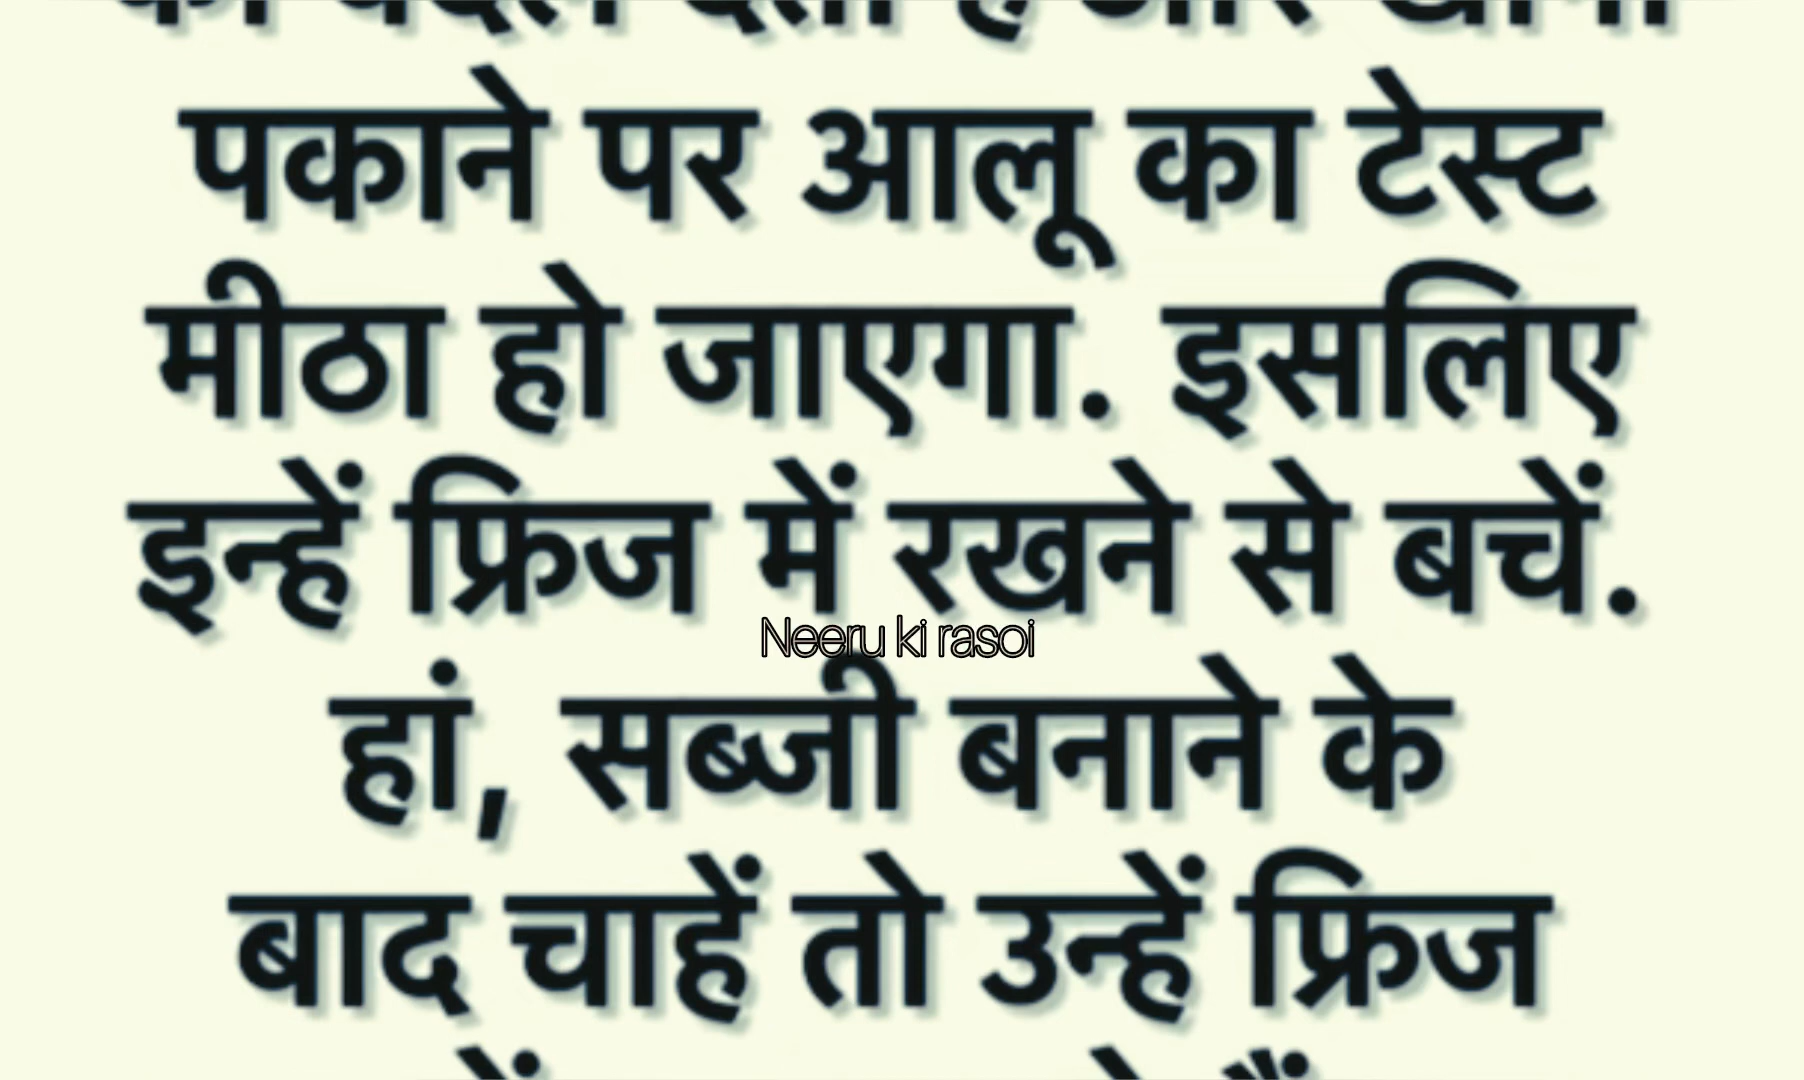 पकाने पर आलू का टेस्ट
मीठा हो जाएगा. इसलिए
इन्हें फ्रिज में रखने से बचें.
Neeru ki rasoi
हां, सब्जी बनाने के
बाद चाहें तो उन्हें फ्रिज